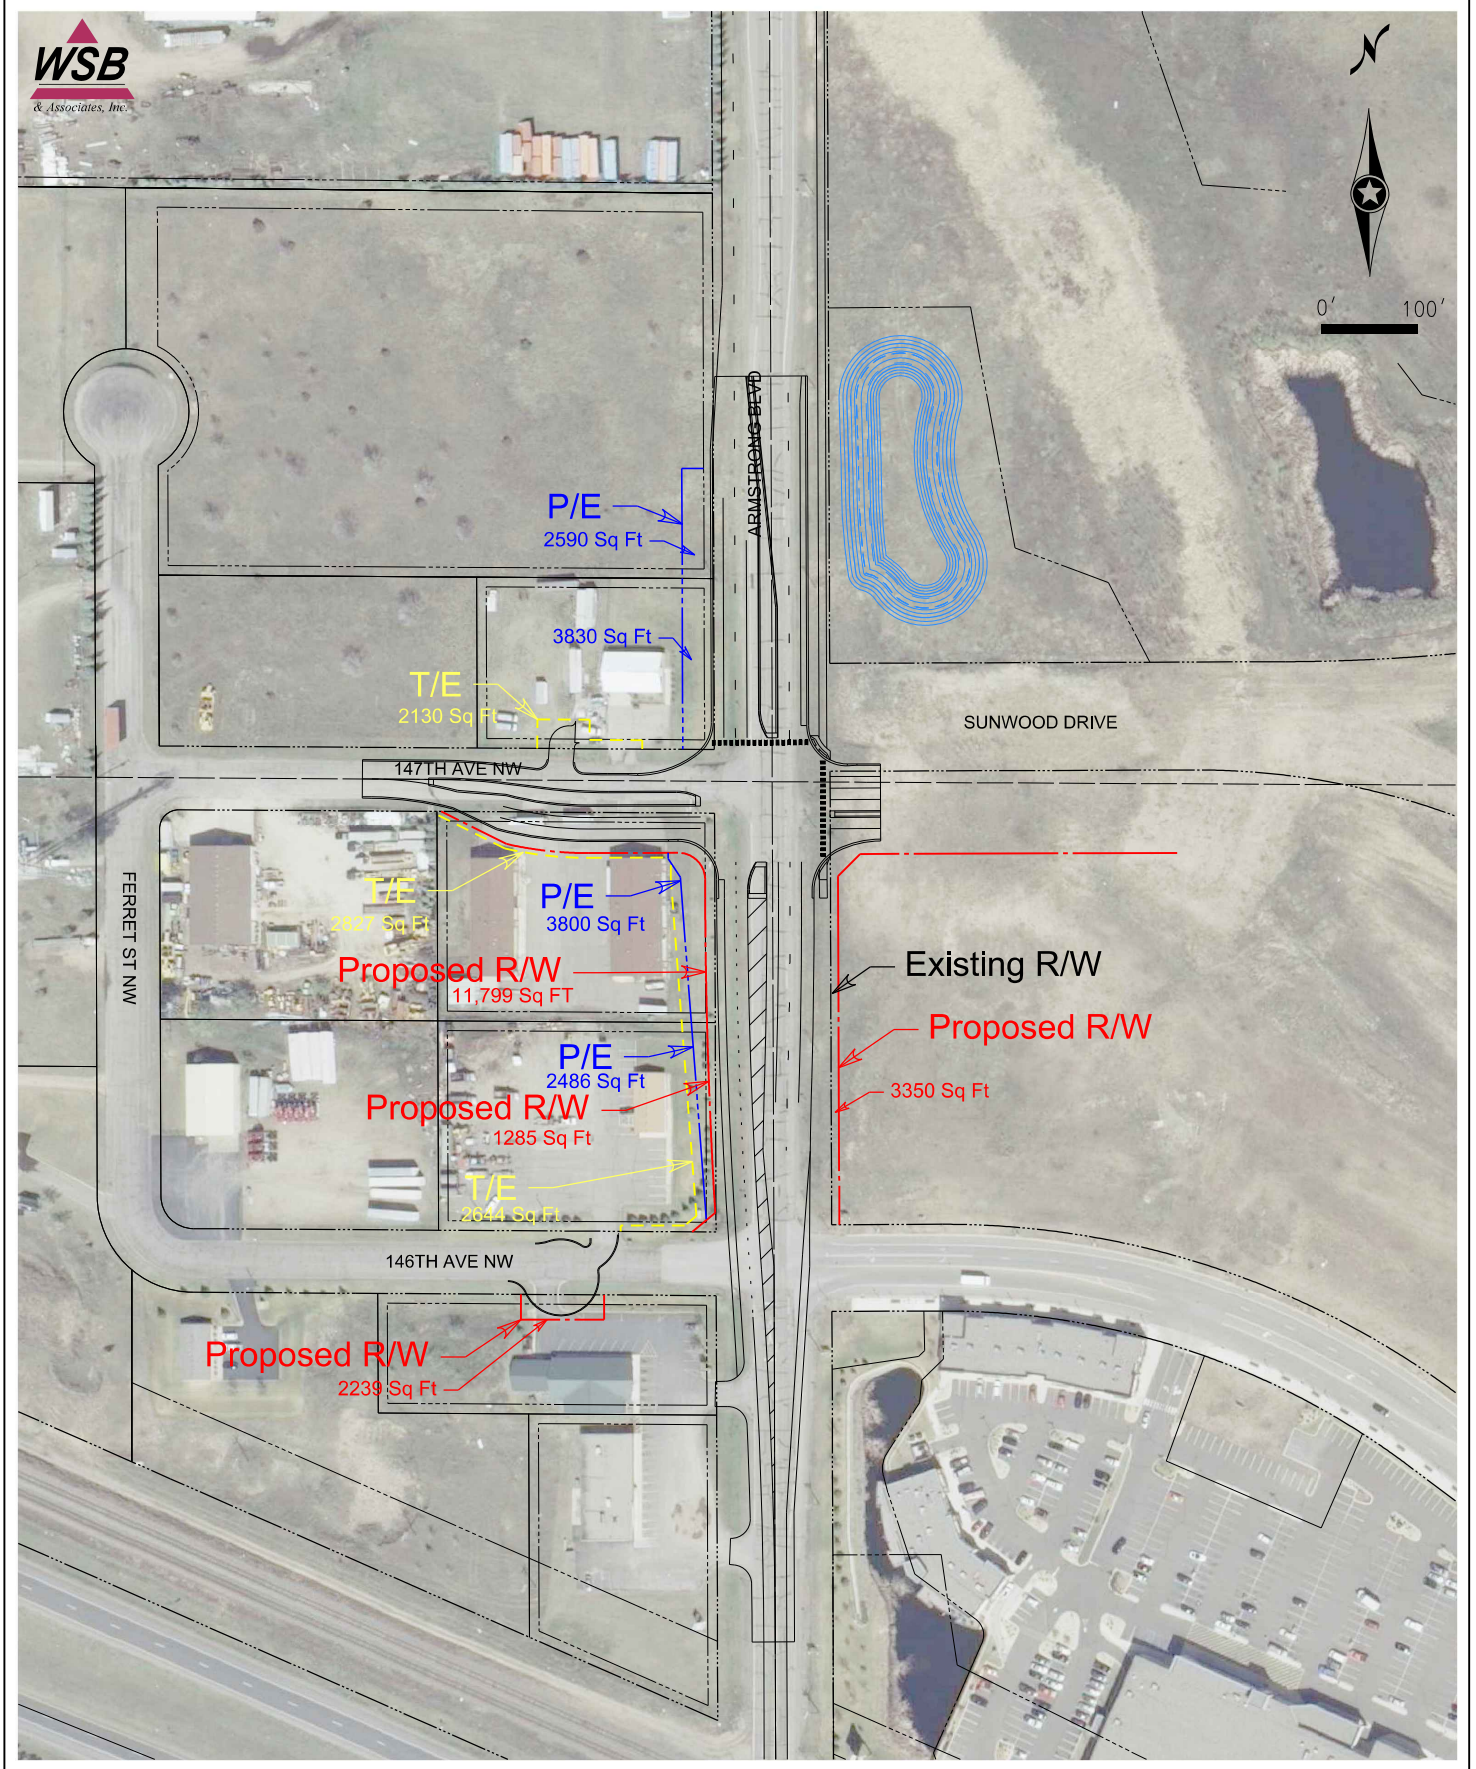 WSB
& Associates, Inc.
N
0' 100'
ARMSTRONG BLVD
P/E
2590 Sq Ft
3830 Sq Ft
T/E
2130 Sq Ft
SUNWOOD DRIVE
147TH AVE NW
FERRET ST NW
T/E
2827 Sq Ft
P/E
3800 Sq Ft
Proposed R/W
11,799 Sq FT
Existing R/W
Proposed R/W
3350 Sq Ft
P/E
2486 Sq Ft
Proposed R/W
1285 Sq Ft
T/E
2644 Sq Ft
146TH AVE NW
Proposed R/W
2239 Sq Ft